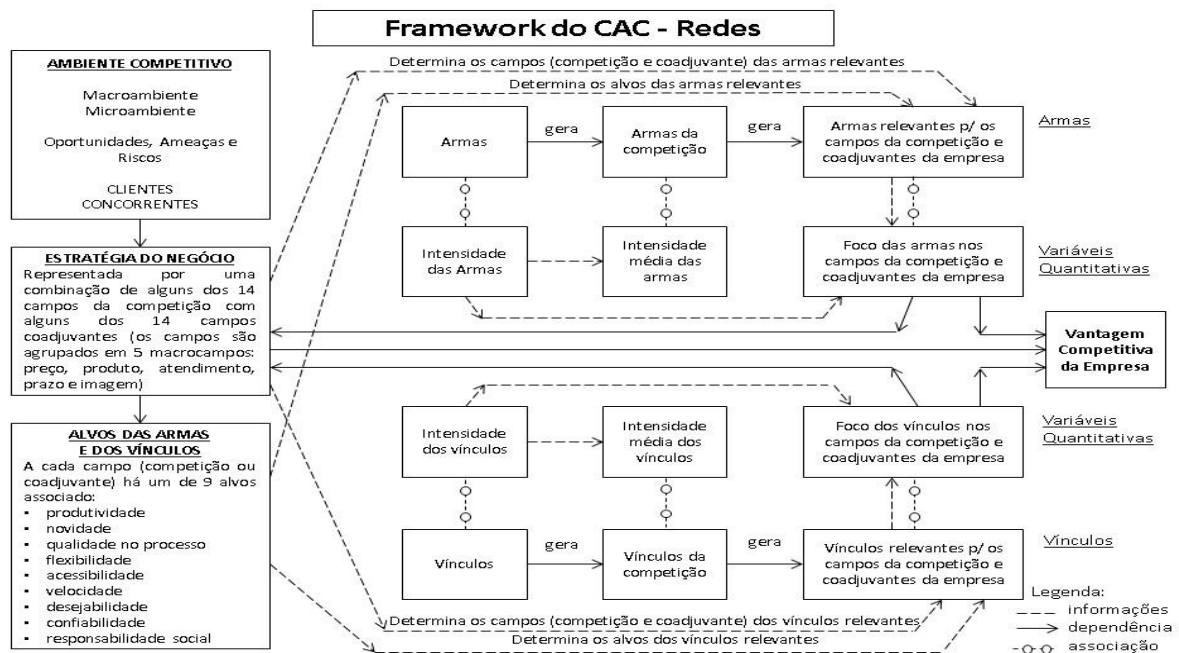 Framework do CAC - Redes
AMBIENTE COMPETITIVO
Macroambiente
Microambiente
Oportunidades, Ameaças e
Riscos
CLIENTES
CONCORRENTES
ESTRATÉGIA DO NEGÓCIO
Representada por uma
combinação de alguns dos 14
campos da competição com
alguns dos 14 campos
coadjuvantes (os campos são
agrupados em 5 macrocampos:
preço, produto, atendimento,
prazo e imagem)
ALVOS DAS ARMAS
E DOS VÍNCULOS
A cada campo (competição ou
coadjuvante) há um de 9 alvos
associado:
▪ produtividade
▪ novidade
▪ qualidade no processo
▪ flexibilidade
▪ acessibilidade
▪ velocidade
▪ desejabilidade
▪ confiabilidade
▪ responsabilidade social
Determina os campos (competição e coadjuvante) das armas relevantes
Determina os alvos das armas relevantes
Armas
gera
Armas da
competição
gera
Armas relevantes p/ os
campos da competição e
coadjuvantes da empresa
Armas
Intensidade
das Armas
Intensidade
média das
armas
Foco das armas nos
campos da competição e
coadjuvantes da empresa
Variáveis
Quantitativas
Vantagem
Competitiva
da Empresa
Intensidade
dos vínculos
Intensidade
média dos
vínculos
Foco dos vínculos nos
campos da competição e
coadjuvantes da empresa
Variáveis
Quantitativas
Vínculos
gera
Vínculos da
competição
gera
Vínculos relevantes p/ os
campos da competição e
coadjuvantes da empresa
Vínculos
Determina os campos (competição e coadjuvante) dos vínculos relevantes
Determina os alvos dos vínculos relevantes
Legenda:
informações
dependência
associação